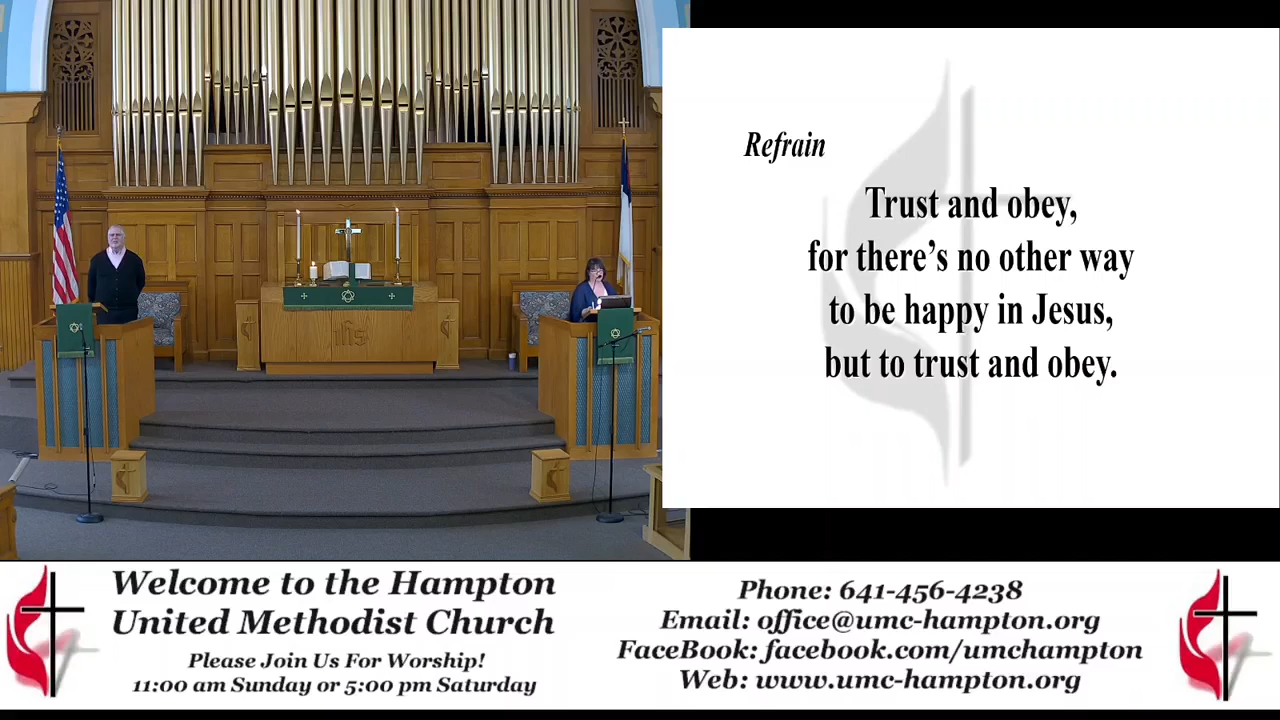 Refrain
Trust and obey,
for there's no other way
to be happy in Jesus,
but to trust and obey.
IHS
Welcome to the Hampton
United Methodist Church
Please Join Us For Worship!
11:00 am Sunday or 5:00 pm Saturday
Phone: 641-456-4238
Email: office@umc-hampton.org
FaceBook: facebook.com/umchampton
Web: www.umc-hampton.org